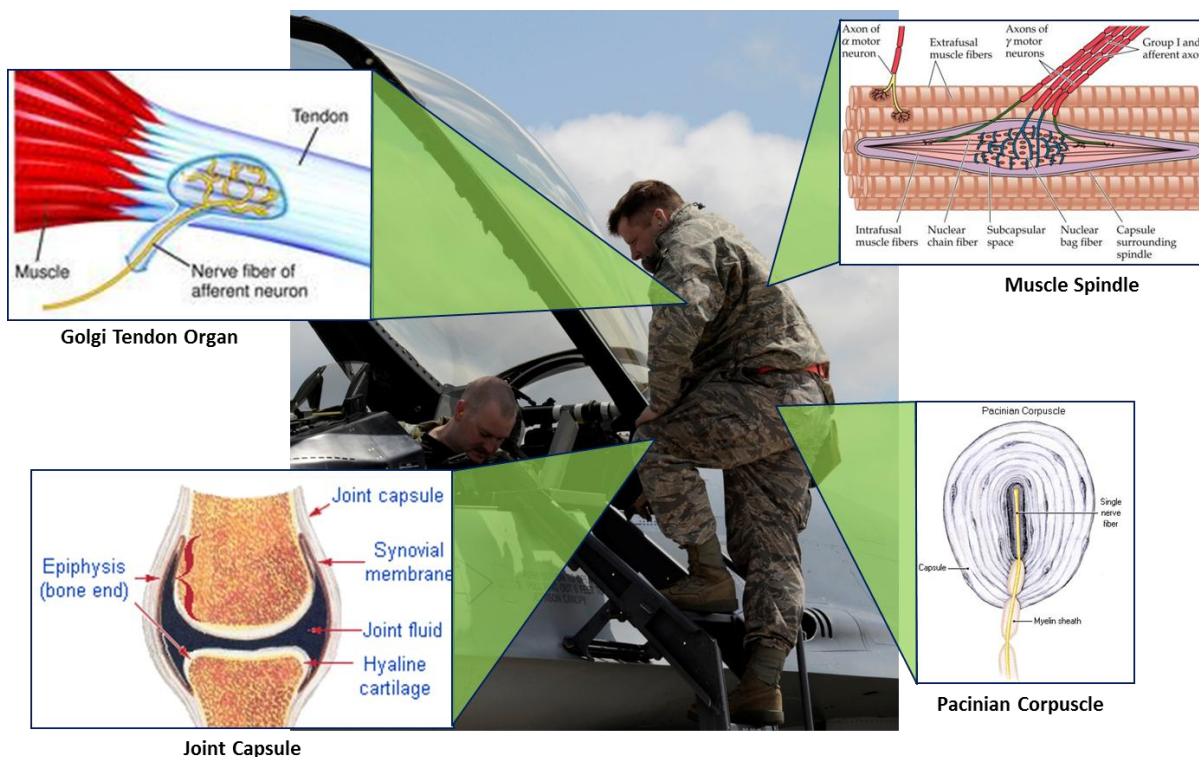 Tendon
Muscle
Nerve fiber of
afferent neuron
Golgi Tendon Organ
Axon of
α motor
neuron
Extrafusal
muscle fibers
Axons of
γ motor
neurons
Group I and
afferent axo
Intrafusal
muscle fibers
Nuclear
chain fiber
Subcapsular
space
Nuclear
bag fiber
Capsule
surrounding
spindle
Muscle Spindle
Joint capsule
Synovial
membrane
Epiphysis
(bone end)
Joint fluid
Hyaline
cartilage
Joint Capsule
Pacinian Corpuscle
Single
nerve
fiber
Capsule
Myelin sheath
Pacinian Corpuscle